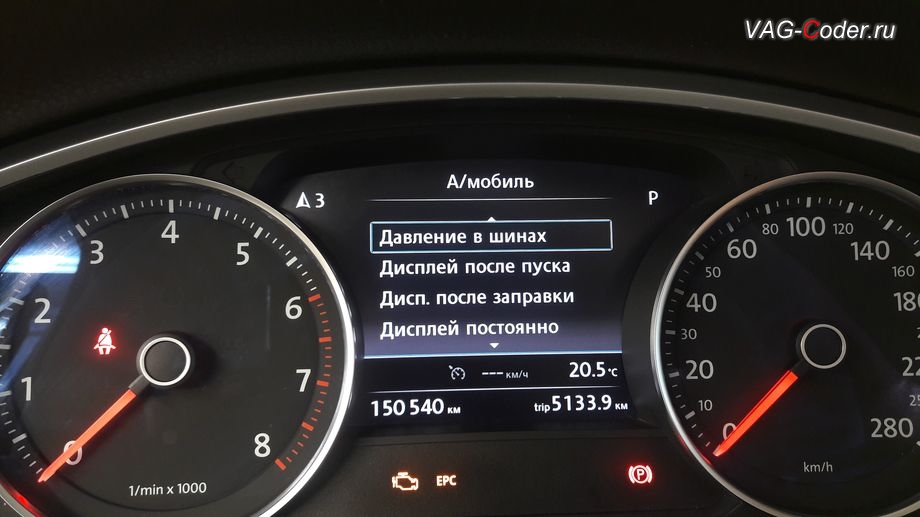 VAG-Coder.ru
А/мобиль
З
P
Давление в шинах
Дисплей после пуска
Дисп. после заправки
Дисплей постоянно
--- км/ч
20.5°C
150540 км
trip 5133.9 км
0 1 2 3 4 5 6 7 8
1/min x 1000
0 10 20 40 50 60 80 100 120 140 160 180 280
km/h
EPC
P